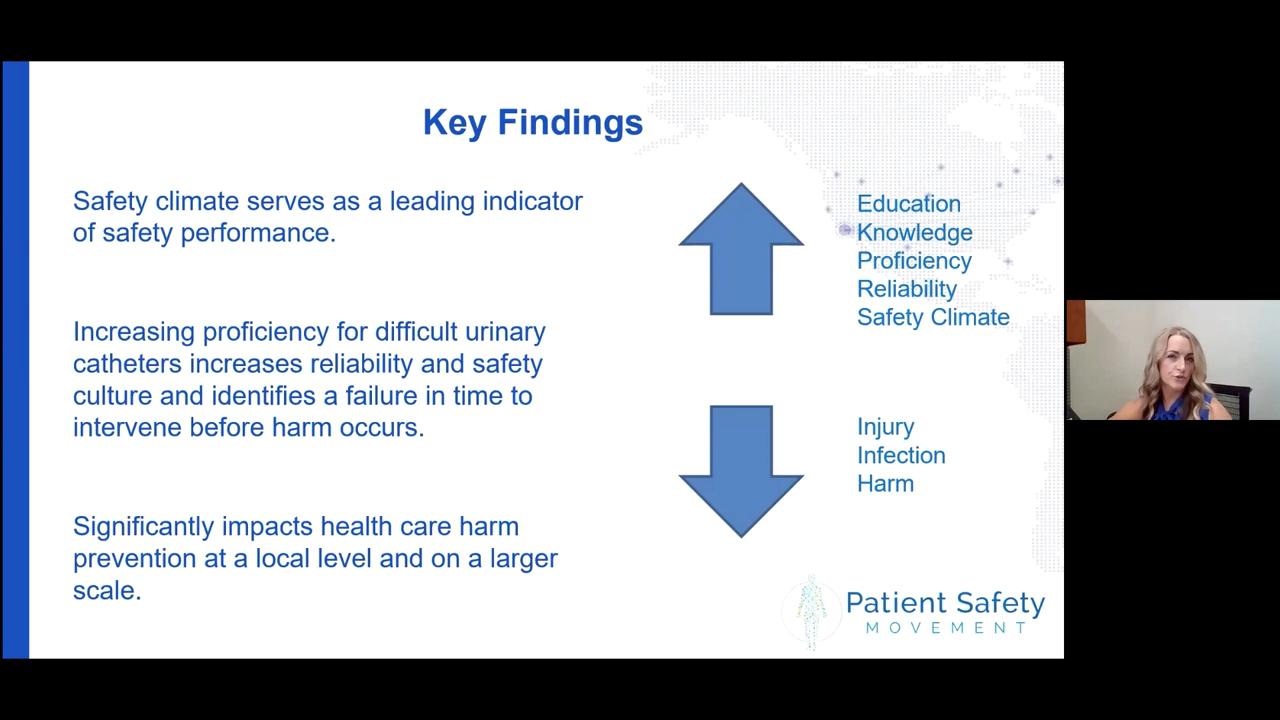 Key Findings
Safety climate serves as a leading indicator
of safety performance.
Increasing proficiency for difficult urinary
catheters increases reliability and safety
culture and identifies a failure in time to
intervene before harm occurs.
Significantly impacts health care harm
prevention at a local level and on a larger
scale.
Education
Knowledge
Proficiency
Reliability
Safety Climate
Injury
Infection
Harm
Patient Safety
MOVEMENT